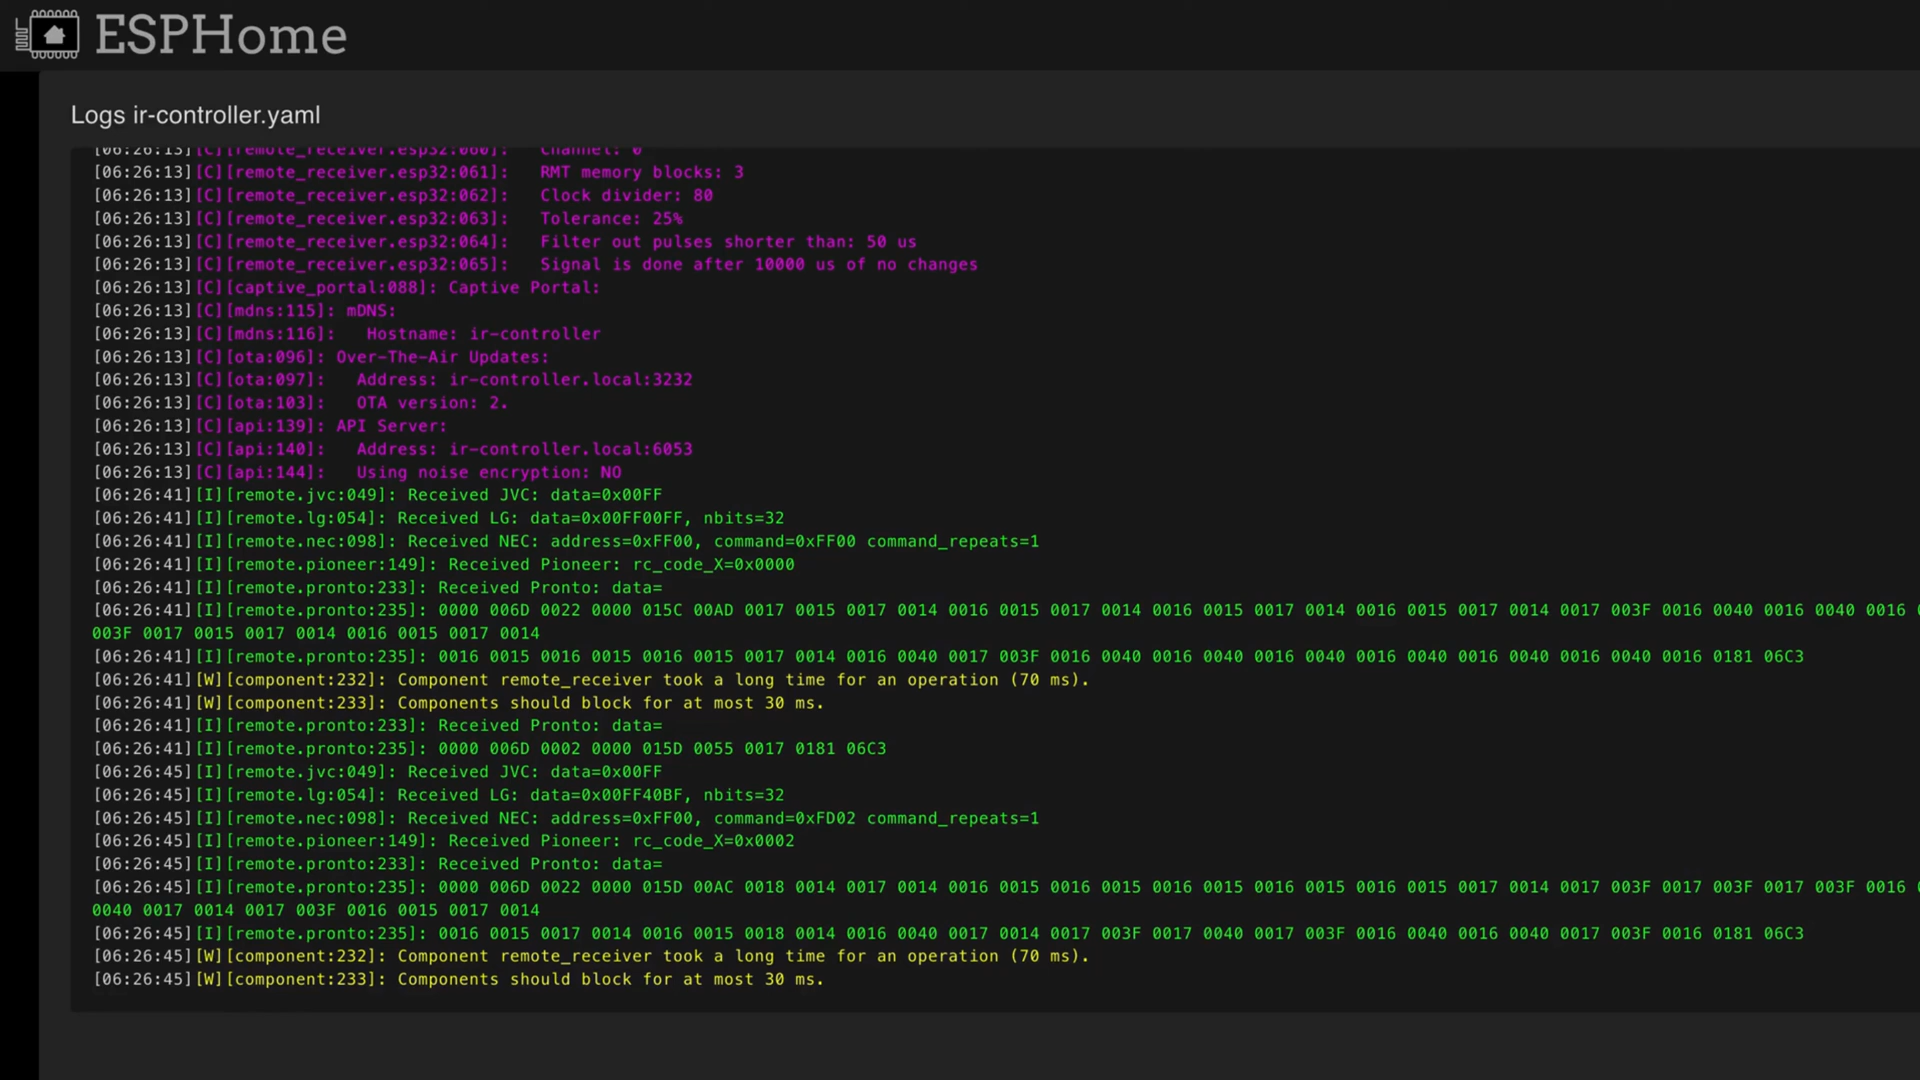 ESPHome
Logs ir-controller.yaml
[06:26:13][C][remote_receiver.esp32:060]:   Channel: 0
[06:26:13][C][remote_receiver.esp32:061]:   RMT memory blocks: 3
[06:26:13][C][remote_receiver.esp32:062]:   Clock divider: 80
[06:26:13][C][remote_receiver.esp32:063]:   Tolerance: 25%
[06:26:13][C][remote_receiver.esp32:064]:   Filter out pulses shorter than: 50 us
[06:26:13][C][remote_receiver.esp32:065]:   Signal is done after 10000 us of no changes
[06:26:13][C][captive_portal:088]: Captive Portal:
[06:26:13][C][mdns:115]: mDNS:
[06:26:13][C][mdns:116]:   Hostname: ir-controller
[06:26:13][C][ota:096]: Over-The-Air Updates:
[06:26:13][C][ota:097]:   Address: ir-controller.local:3232
[06:26:13][C][ota:103]:   OTA version: 2.
[06:26:13][C][api:139]: API Server:
[06:26:13][C][api:140]:   Address: ir-controller.local:6053
[06:26:13][C][api:144]:   Using noise encryption: NO
[06:26:41][I][remote.jvc:049]: Received JVC: data=0x00FF
[06:26:41][I][remote.lg:054]: Received LG: data=0x00FF00FF, nbits=32
[06:26:41][I][remote.nec:098]: Received NEC: address=0xFF00, command=0xFF00 command_repeats=1
[06:26:41][I][remote.pioneer:149]: Received Pioneer: rc_code_X=0x0000
[06:26:41][I][remote.pronto:233]: Received Pronto: data=
[06:26:41][I][remote.pronto:235]: 0000 006D 0022 0000 015C 00AD 0017 0015 0017 0014 0016 0015 0017 0014 0016 0015 0017 0014 0016 0015 0017 0014 0017 003F 0016 0040 0016 0040 0016
003F 0017 0015 0017 0014 0016 0015 0017 0014
[06:26:41][I][remote.pronto:235]: 0016 0015 0016 0015 0016 0015 0017 0014 0016 0040 0017 003F 0016 0040 0016 0040 0016 0040 0016 0040 0016 0040 0016 0040 0016 0181 06C3
[06:26:41][W][component:232]: Component remote_receiver took a long time for an operation (70 ms).
[06:26:41][W][component:233]: Components should block for at most 30 ms.
[06:26:41][I][remote.pronto:233]: Received Pronto: data=
[06:26:41][I][remote.pronto:235]: 0000 006D 0002 0000 015D 0055 0017 0181 06C3
[06:26:45][I][remote.jvc:049]: Received JVC: data=0x00FF
[06:26:45][I][remote.lg:054]: Received LG: data=0x00FF40BF, nbits=32
[06:26:45][I][remote.nec:098]: Received NEC: address=0xFF00, command=0xFD02 command_repeats=1
[06:26:45][I][remote.pioneer:149]: Received Pioneer: rc_code_X=0x0002
[06:26:45][I][remote.pronto:233]: Received Pronto: data=
[06:26:45][I][remote.pronto:235]: 0000 006D 0022 0000 015D 00AC 0018 0014 0017 0014 0016 0015 0016 0015 0016 0015 0016 0015 0016 0015 0017 0014 0017 003F 0017 003F 0017 003F 0016
0040 0017 0014 0017 003F 0016 0015 0017 0014
[06:26:45][I][remote.pronto:235]: 0016 0015 0017 0014 0016 0015 0018 0014 0016 0040 0017 0014 0017 003F 0017 0040 0017 003F 0016 0040 0016 0040 0017 003F 0016 0181 06C3
[06:26:45][W][component:232]: Component remote_receiver took a long time for an operation (70 ms).
[06:26:45][W][component:233]: Components should block for at most 30 ms.